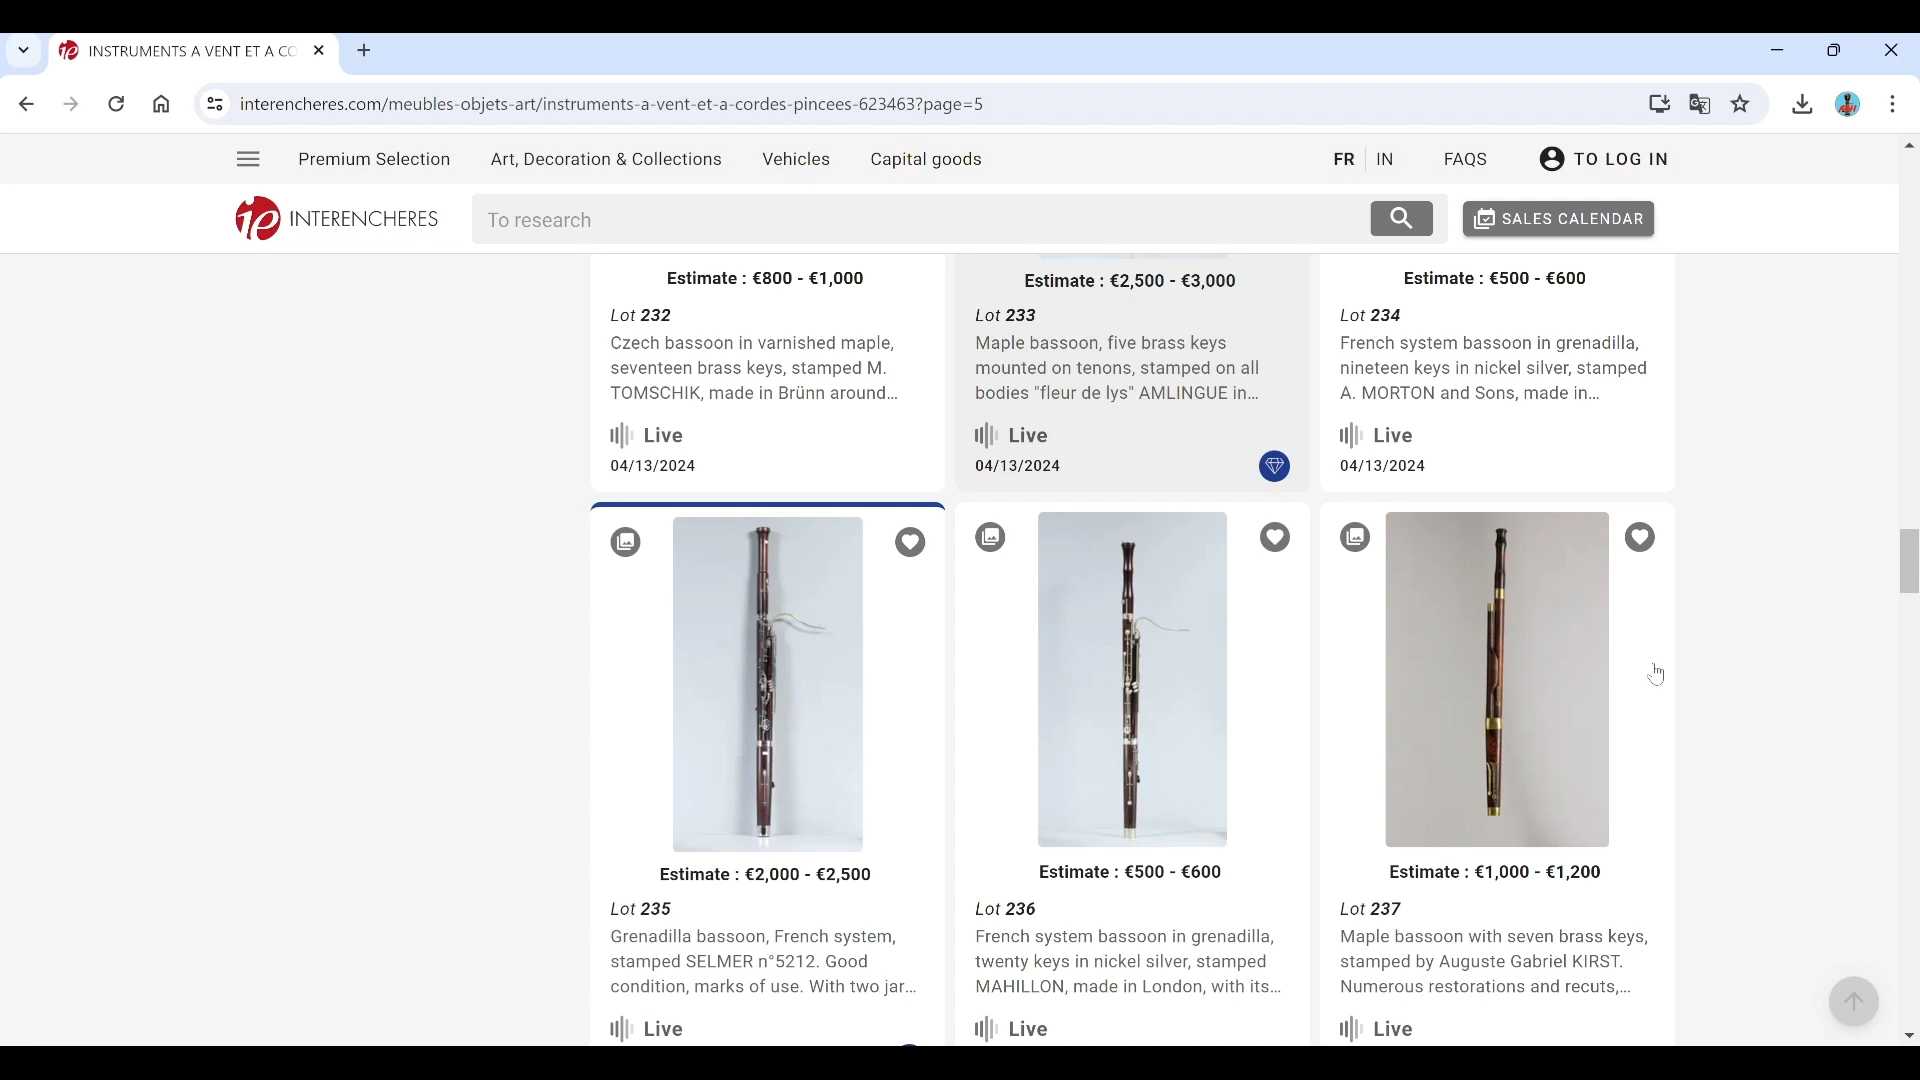 INSTRUMENTS A VENT ET A CO
interencheres.com/meubles-objets-art/instruments-a-vent-et-a-cordes-pincees-623463?page=5
Premium Selection Art, Decoration & Collections Vehicles Capital goods FR IN FAQS TO LOG IN
INTERENCHERES To research SALES CALENDAR
Estimate : €800 - €1,000
Lot 232
Czech bassoon in varnished maple,
seventeen brass keys, stamped M.
TOMSCHIK, made in Brünn around...
Live
04/13/2024
Estimate : €2,500 - €3,000
Lot 233
Maple bassoon, five brass keys
mounted on tenons, stamped on all
bodies "fleur de lys" AMLINGUE in...
Live
04/13/2024
Estimate : €500 - €600
Lot 234
French system bassoon in grenadilla,
nineteen keys in nickel silver, stamped
A. MORTON and Sons, made in...
Live
04/13/2024
Estimate : €2,000 - €2,500
Lot 235
Grenadilla bassoon, French system,
stamped SELMER n°5212. Good
condition, marks of use. With two jar...
Live
Estimate : €500 - €600
Lot 236
French system bassoon in grenadilla,
twenty keys in nickel silver, stamped
MAHILLON, made in London, with its...
Live
Estimate : €1,000 - €1,200
Lot 237
Maple bassoon with seven brass keys,
stamped by Auguste Gabriel KIRST.
Numerous restorations and recuts,...
Live